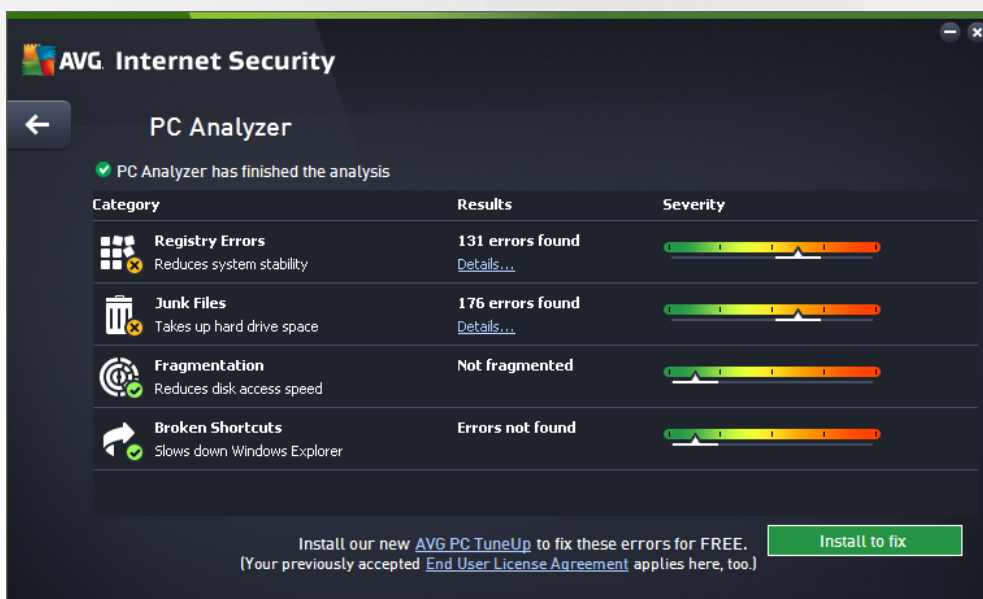 AVG. Internet Security
PC Analyzer
PC Analyzer has finished the analysis
Category Results Severity
Registry Errors 131 errors found
Reduces system stability Details...
Junk Files 176 errors found
Takes up hard drive space Details...
Fragmentation Not fragmented
Reduces disk access speed
Broken Shortcuts Errors not found
Slows down Windows Explorer
Install our new AVG PC TuneUp to fix these errors for FREE. Install to fix
(Your previously accepted End User License Agreement applies here, too.)